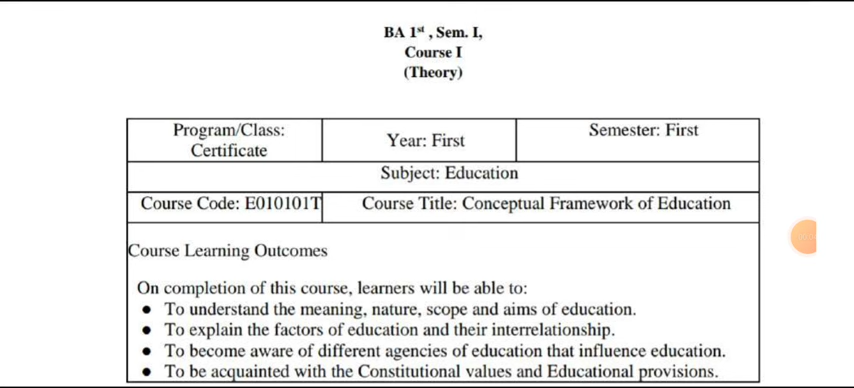 BA 1st , Sem. I,
Course I
(Theory)
Program/Class:
Certificate
Year: First
Semester: First
Subject: Education
Course Code: E010101T
Course Title: Conceptual Framework of Education
Course Learning Outcomes
On completion of this course, learners will be able to:
● To understand the meaning, nature, scope and aims of education.
● To explain the factors of education and their interrelationship.
● To become aware of different agencies of education that influence education.
● To be acquainted with the Constitutional values and Educational provisions.